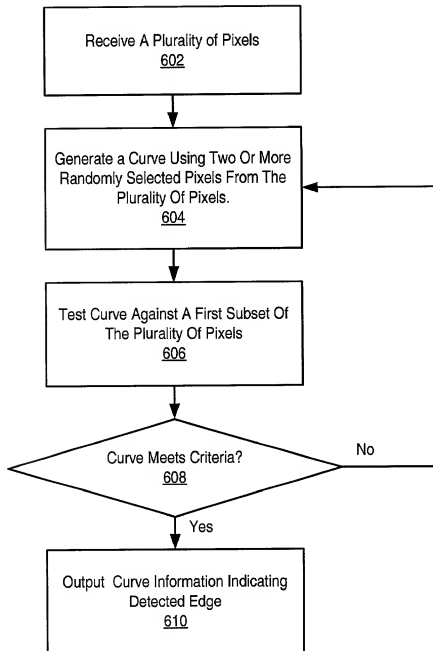 Receive A Plurality of Pixels
602
Generate a Curve Using Two Or More
Randomly Selected Pixels From The
Plurality Of Pixels.
604
Test Curve Against A First Subset Of
The Plurality Of Pixels
606
Curve Meets Criteria?
608
No
Yes
Output Curve Information Indicating
Detected Edge
610